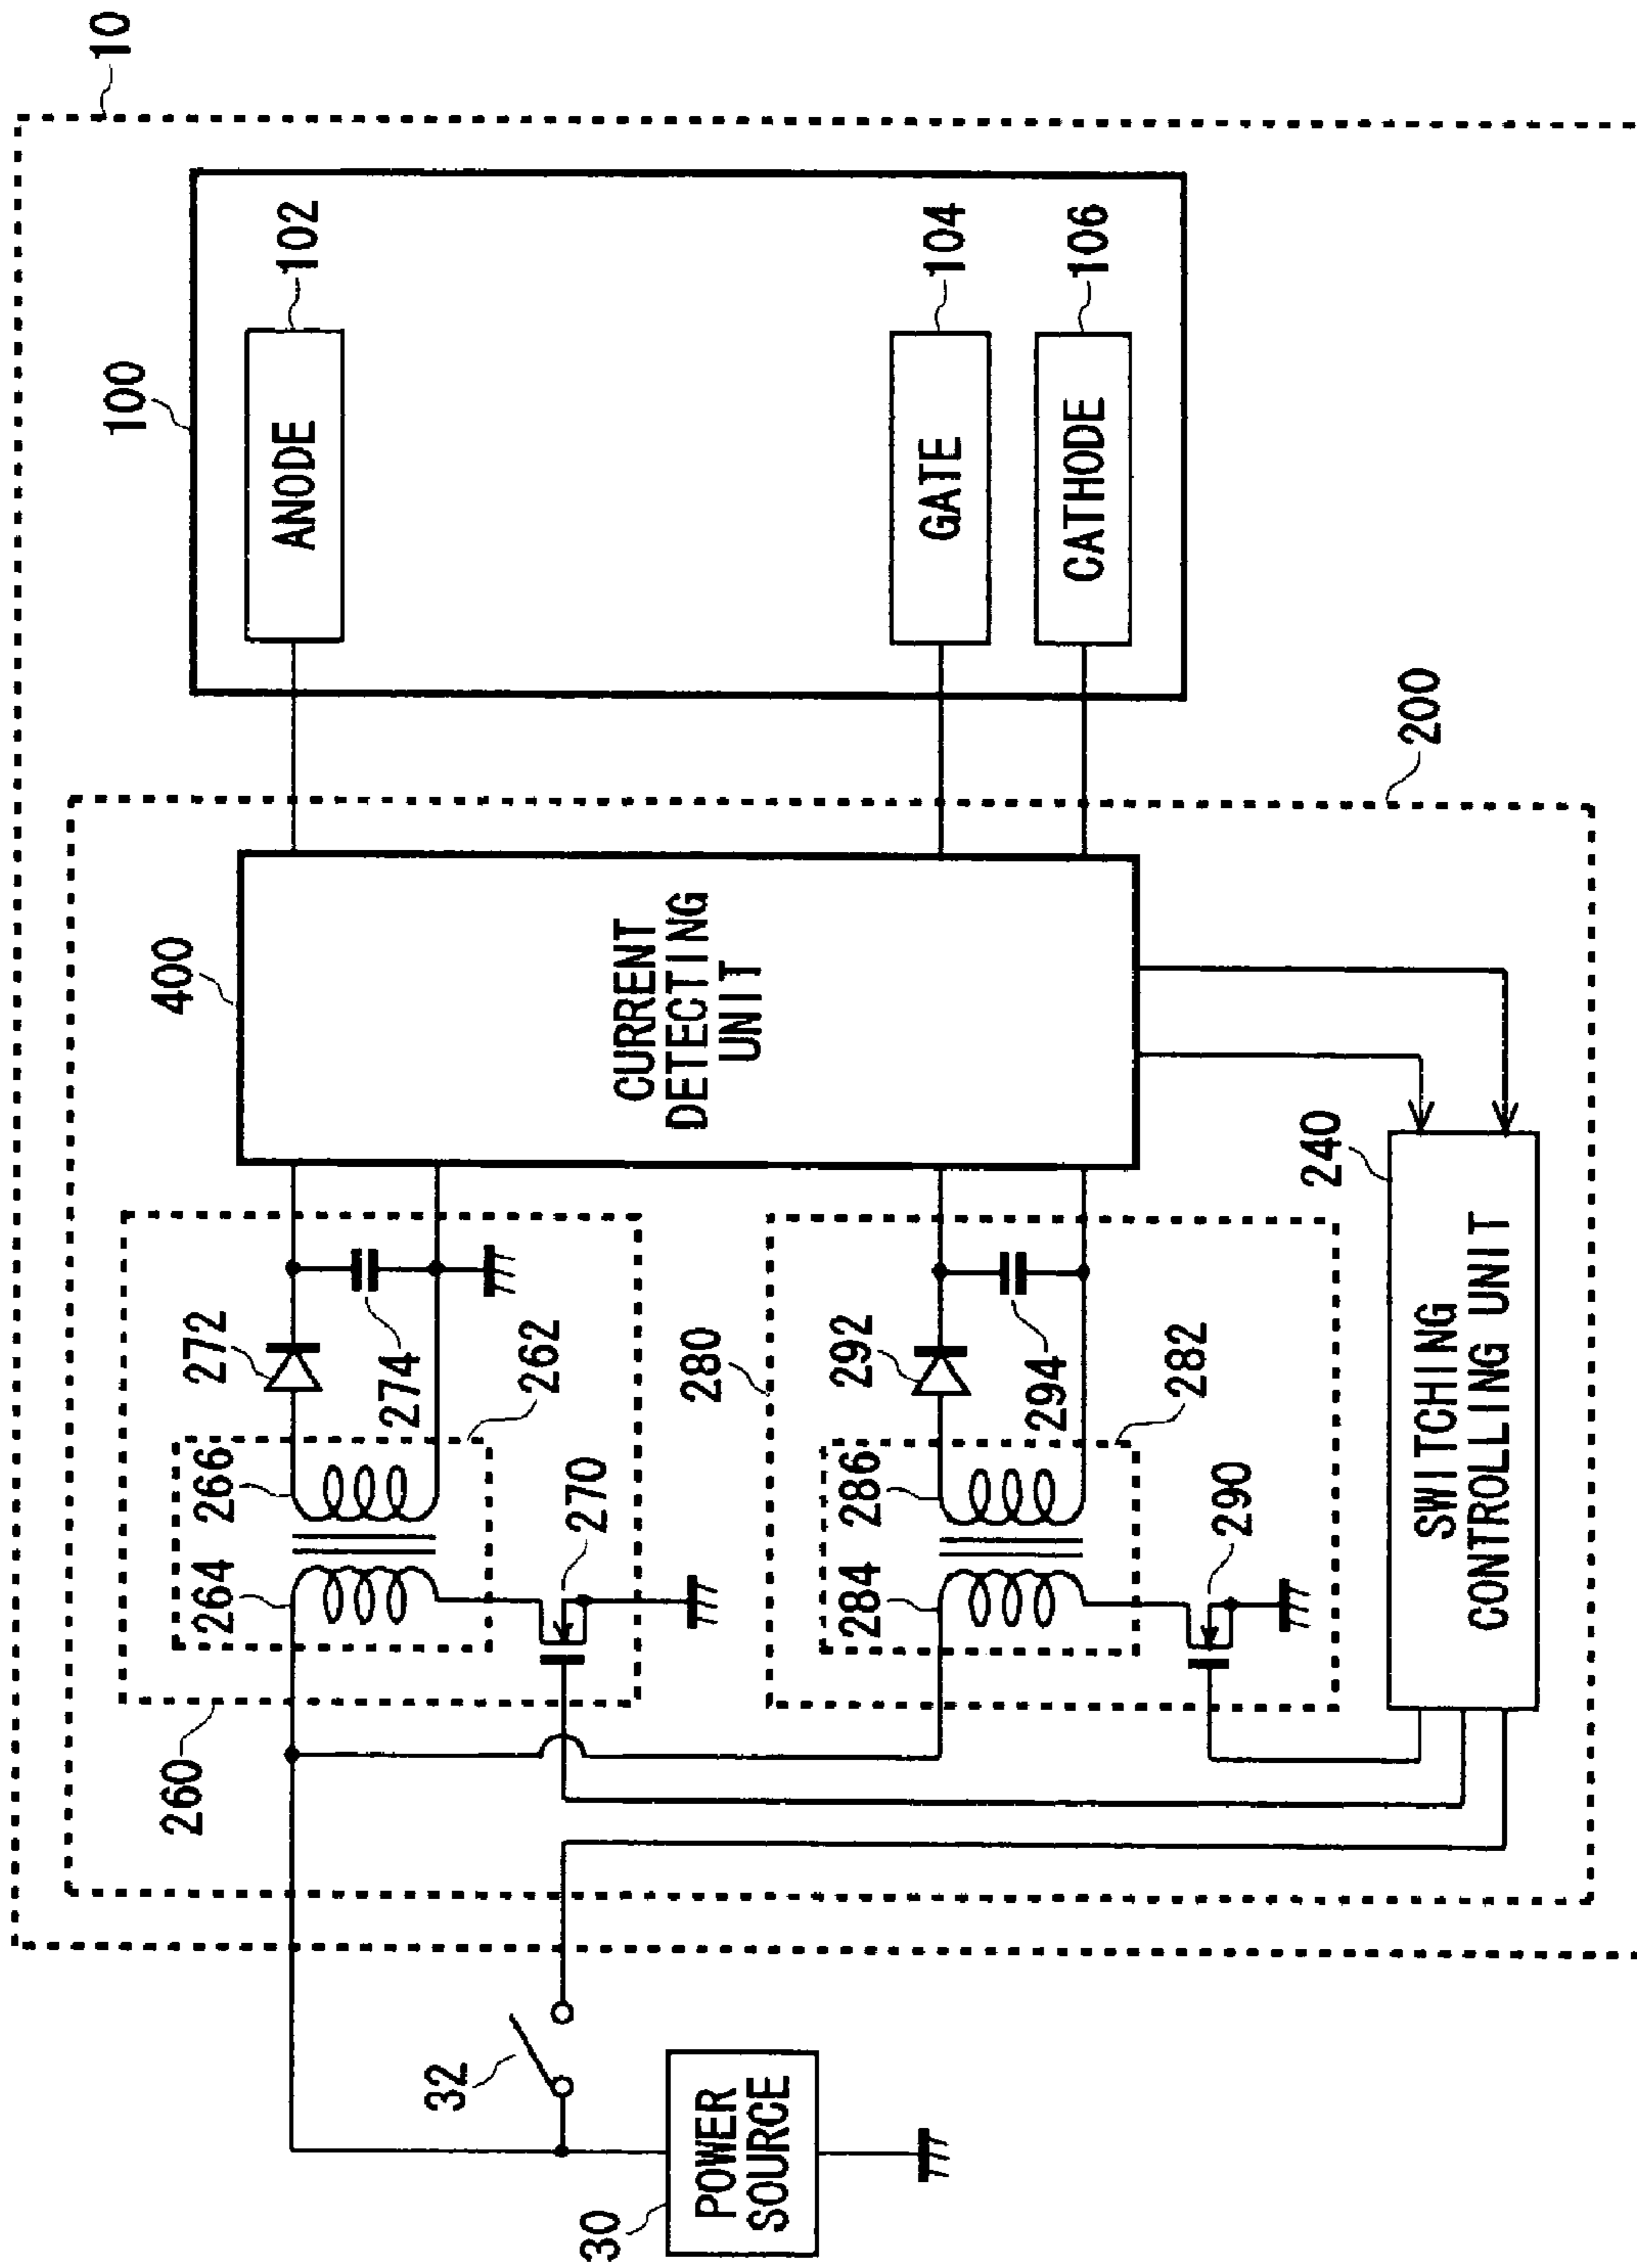 10
100
ANODE
102
GATE
104
CATHODE
106
200
400
CURRENT
DETECTING
UNIT
260
264
266
272
274
262
270
280
284
286
292
294
282
290
240
SWITCHING
CONTROLLING UNIT
32
30
POWER
SOURCE